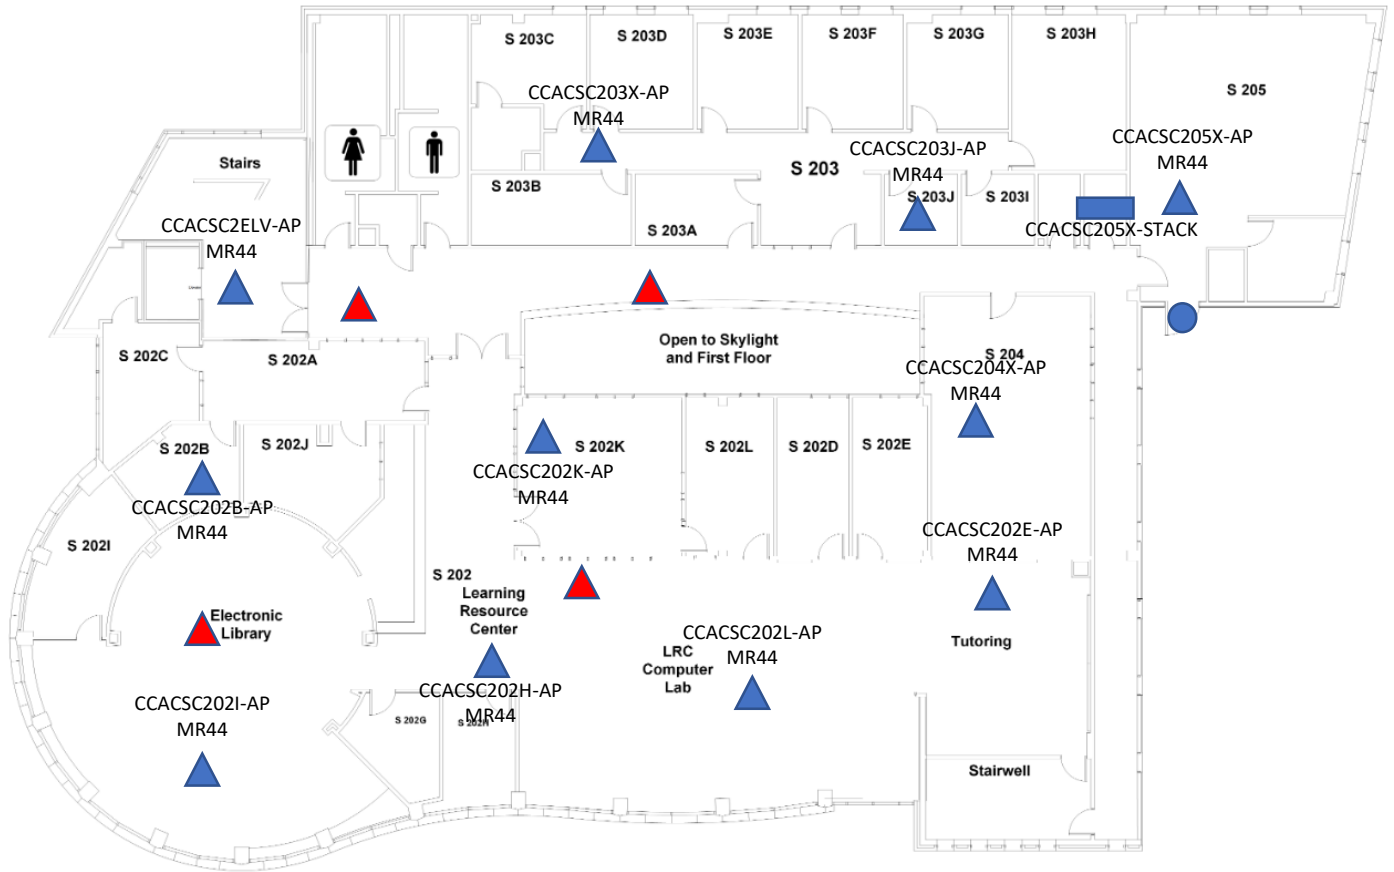 S 203C
S 203D
S 203E
S 203F
S 203G
S 203H
S 205
CCACSC203X-AP
MR44
CCACSC205X-AP
MR44
CCACSC203J-AP
MR44
Stairs
S 203
S 203B
S 203J
S 203I
CCACSC2ELV-AP
MR44
S 203A
CCACSC205X-STACK
S 202C
S 202A
Open to Skylight
and First Floor
S 204
CCACSC204X-AP
MR44
S 202B
S 202J
S 202K
S 202L
S 202D
S 202E
CCACSC202K-AP
MR44
CCACSC202B-AP
MR44
CCACSC202E-AP
MR44
S 202I
S 202
Learning
Resource
Center
Electronic
Library
CCACSC202L-AP
MR44
LRC
Computer
Lab
Tutoring
CCACSC202H-AP
MR44
CCACSC202I-AP
MR44
S 202G
S 202H
Stairwell